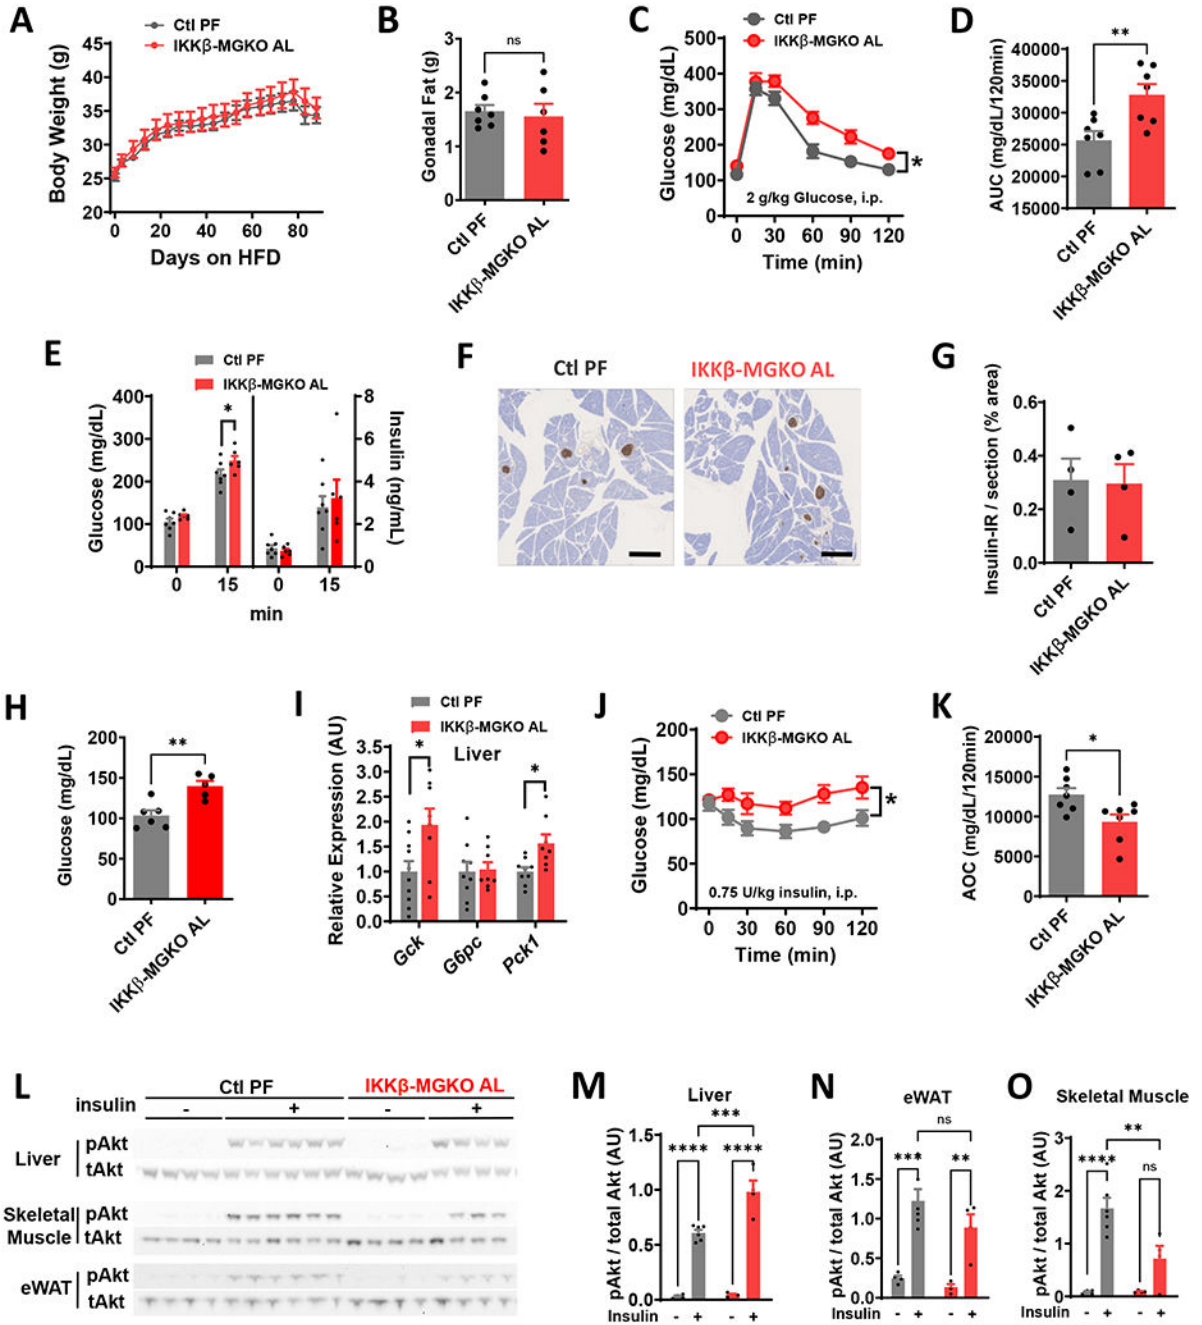 A
Ctl PF
IKKβ-MGKO AL
Body Weight (g)
45
40
35
30
25
20
0 20 40 60 80
Days on HFD
B
ns
Gonadal Fat (g)
3
2
1
0
Ctl PF
IKKβ-MGKO AL
C
Ctl PF
IKKβ-MGKO AL
Glucose (mg/dL)
500
400
300
200
100
0
*
2 g/kg Glucose, i.p.
0 30 60 90 120
Time (min)
D
**
AUC (mg/dL/120min)
40000
35000
30000
25000
20000
15000
Ctl PF
IKKβ-MGKO AL
E
Ctl PF
IKKβ-MGKO AL
Glucose (mg/dL)
400
300
200
100
0
*
8
6
4
2
0
Insulin (ng/mL)
0 15 0 15
min
F
Ctl PF
IKKβ-MGKO AL
G
Insulin-IR / section (% area)
0.6
0.4
0.2
0.0
Ctl PF
IKKβ-MGKO AL
H
**
Glucose (mg/dL)
200
150
100
50
0
Ctl PF
IKKβ-MGKO AL
I
Ctl PF
IKKβ-MGKO AL
Liver
Relative Expression (AU)
3.5
3.0
2.5
2.0
1.5
1.0
0.5
0.0
*
*
Gck G6pc Pck1
J
Ctl PF
IKKβ-MGKO AL
Glucose (mg/dL)
200
150
100
50
0
*
0.75 U/kg insulin, i.p.
0 30 60 90 120
Time (min)
K
*
AOC (mg/dL/120min)
20000
15000
10000
5000
0
Ctl PF
IKKβ-MGKO AL
L
Ctl PF IKKβ-MGKO AL
insulin - + - +
Liver
pAkt
tAkt
Skeletal Muscle
pAkt
tAkt
eWAT
pAkt
tAkt
M
Liver
***
**** ****
pAkt / total Akt (AU)
1.5
1.0
0.5
0.0
Insulin - + - +
N
eWAT
ns
*** **
pAkt / total Akt (AU)
2.0
1.5
1.0
0.5
0.0
- + - +
O
Skeletal Muscle
**
**** ns
pAkt / total Akt (AU)
3
2
1
0
Insulin - + - +